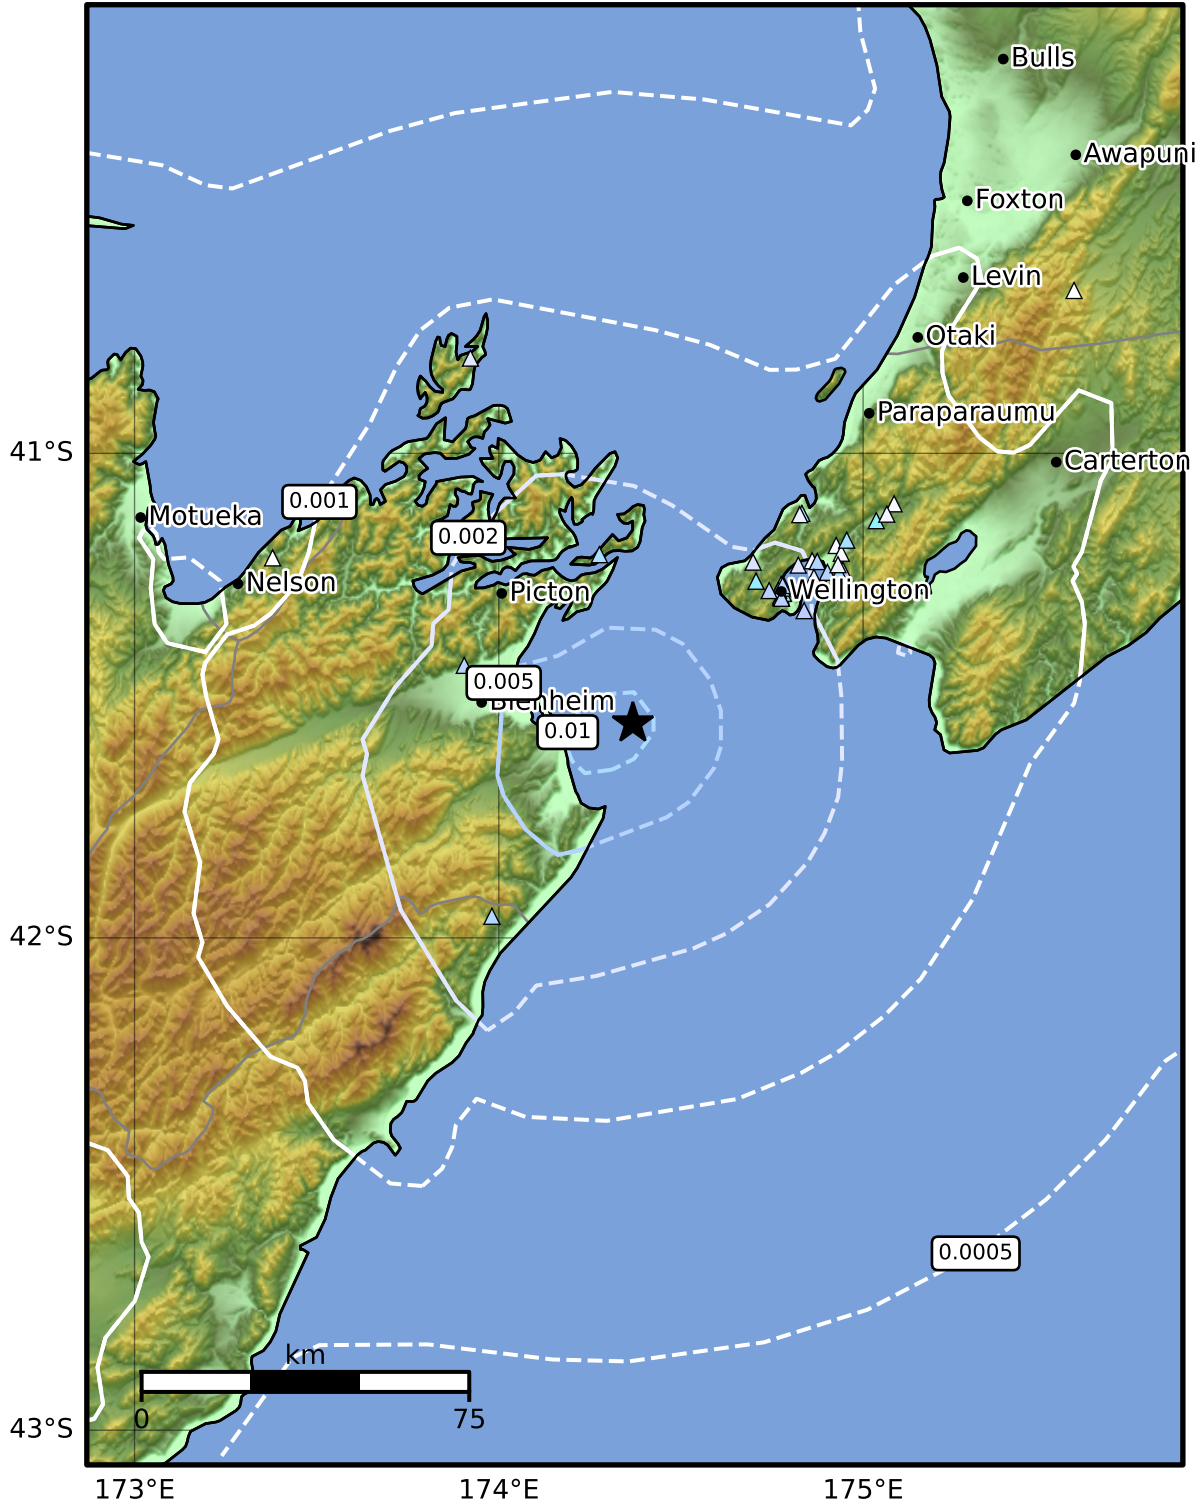 Bulls
Awapuni
Foxton
Levin
Otaki
Paraparaumu
41°S
Carterton
0.001
Motueka
0.002
Nelson
Picton
Wellington
0.005
Blenheim
0.01
42°S
0.0005
km
0
75
43°S
173°E
174°E
175°E